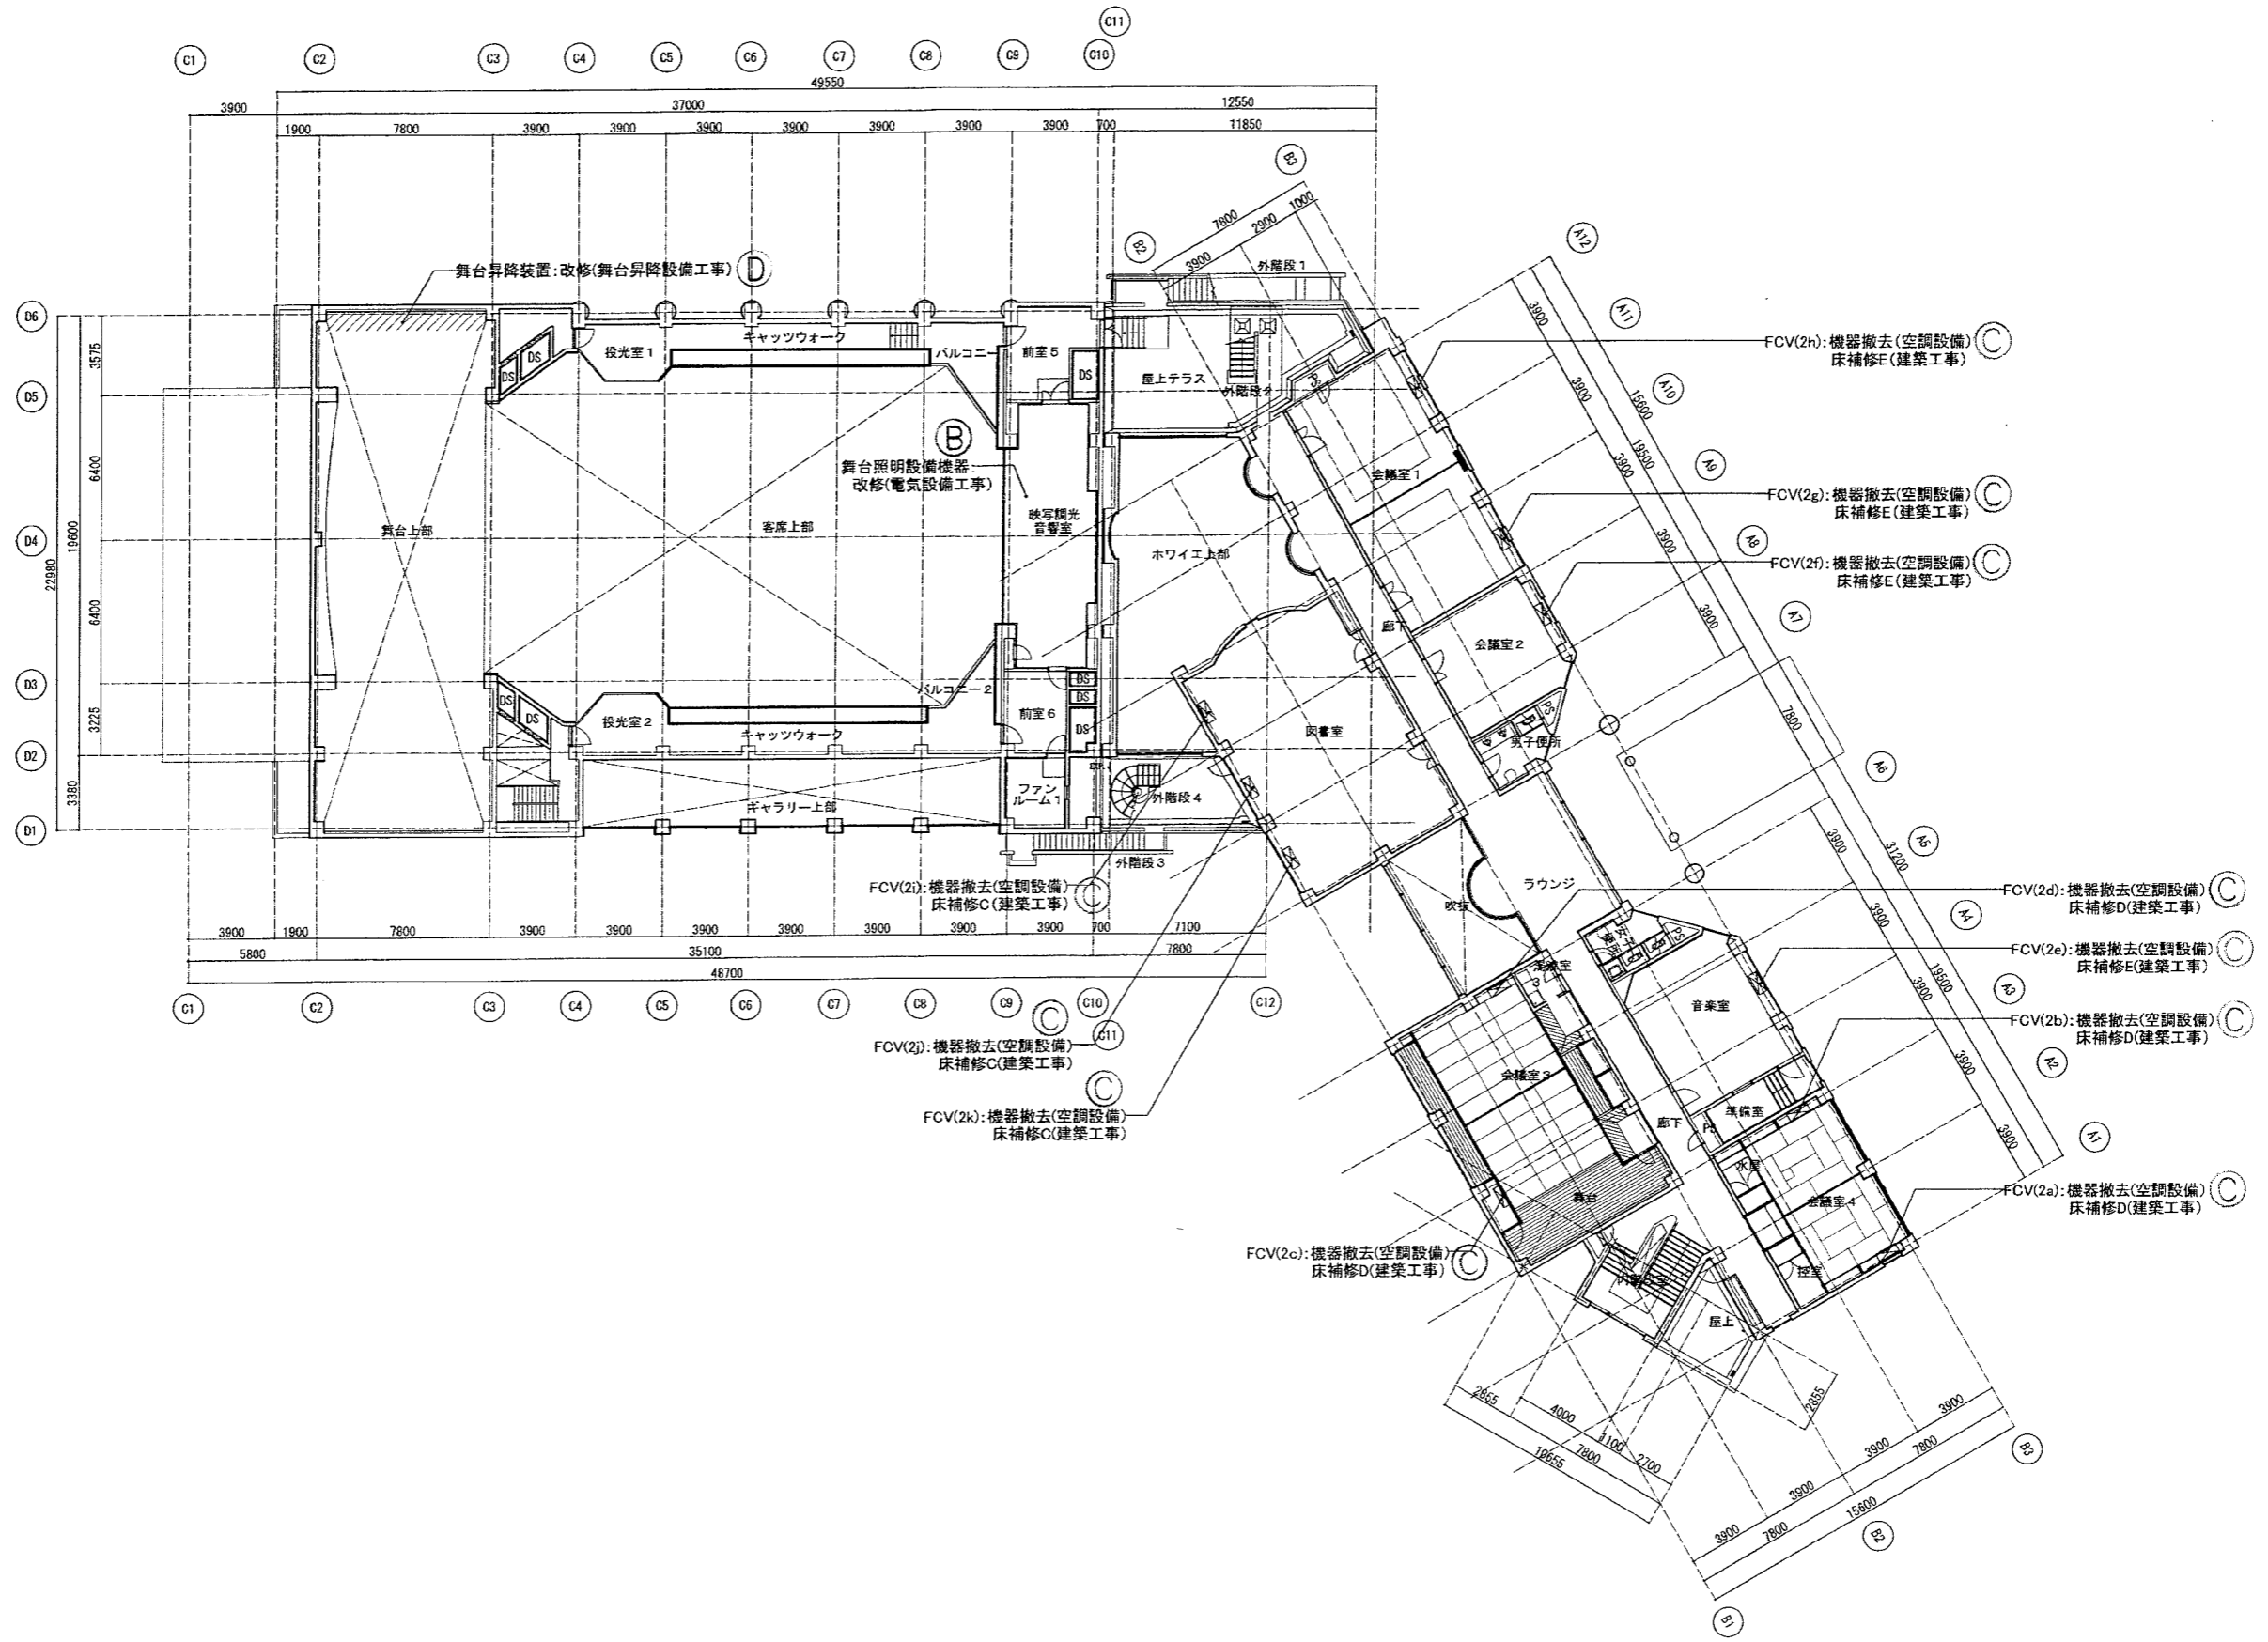 C11
C1
C2
C3
C4
C5
C6
C7
C8
C9
C10
49550
3900
37000
12550
1900
7800
3900
3900
3900
3900
3900
3900
3900
700
11850
B3
7800
2900
1000
B2
3900
外階段1
A12
舞台昇降装置:改修(舞台昇降設備工事)
D
D6
D5
D4
D3
D2
D1
3575
6400
19600
22980
6400
3225
3380
DS
DS
投光室1
キャッツウォーク
バルコニー
前室5
DS
屋上テラス
外階段2
PS
B
舞台照明設備機器:
改修(電気設備工事)
舞台上部
客席上部
映写調光
音響室
ホワイエ上部
会議室1
廊下
会議室2
PS
男子便所
図書室
DS
DS
投光室2
キャッツウォーク
バルコニー2
前室6
DS
DS
DS
ギャラリー上部
ファン
ルーム1
外階段4
外階段3
A11
A10
A9
A8
A7
A6
A5
A4
A3
A2
A1
3900
3900
15600
19500
3900
3900
3900
7800
3900
31200
3900
19500
3900
3900
3900
FCV(2h):機器撤去(空調設備)
床補修E(建築工事)
C
FCV(2g):機器撤去(空調設備)
床補修E(建築工事)
C
FCV(2f):機器撤去(空調設備)
床補修E(建築工事)
C
FCV(2d):機器撤去(空調設備)
床補修D(建築工事)
C
FCV(2e):機器撤去(空調設備)
床補修E(建築工事)
C
FCV(2b):機器撤去(空調設備)
床補修D(建築工事)
C
FCV(2a):機器撤去(空調設備)
床補修D(建築工事)
C
FCV(2i):機器撤去(空調設備)
床補修C(建築工事)
C
3900
1900
7800
3900
3900
3900
3900
3900
3900
3900
700
7100
5800
35100
7800
48700
C1
C2
C3
C4
C5
C6
C7
C8
C9
C10
C11
C12
C
FCV(2j):機器撤去(空調設備)
床補修C(建築工事)
C
FCV(2k):機器撤去(空調設備)
床補修C(建築工事)
ラウンジ
吹抜
PS
音楽室
会議室3
準備室
廊下
PS
水屋
会議室4
舞台
控室
屋上
FCV(2c):機器撤去(空調設備)
床補修D(建築工事)
C
2855
4000
1100
7800
2700
2855
3900
3900
7800
3900
15600
3900
7800
B3
B2
B1